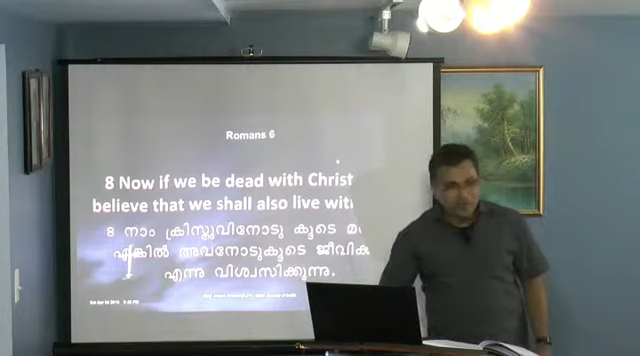 Romans 6
8 Now if we be dead with Christ
believe that we shall also live with
8 നാം ക്രിസ്തുവിനോടു കൂടെ
എങ്കിൽ അവനോടുകൂടെ
എന്നു വിശ്വസിക്കുന്നു.